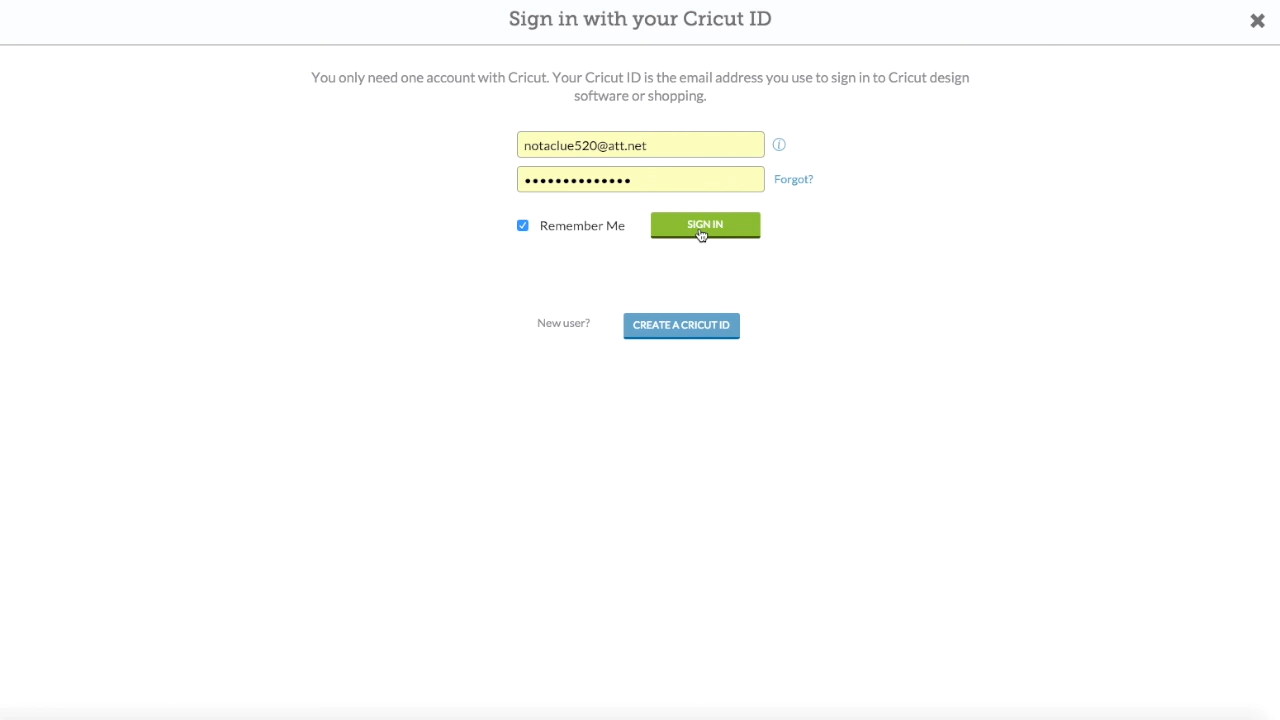 Sign in with your Cricut ID
You only need one account with Cricut. Your Cricut ID is the email address you use to sign in to Cricut design
software or shopping.
notaclue520@att.net
••••••••••••••
Forgot?
Remember Me
SIGN IN
New user?
CREATE A CRICUT ID